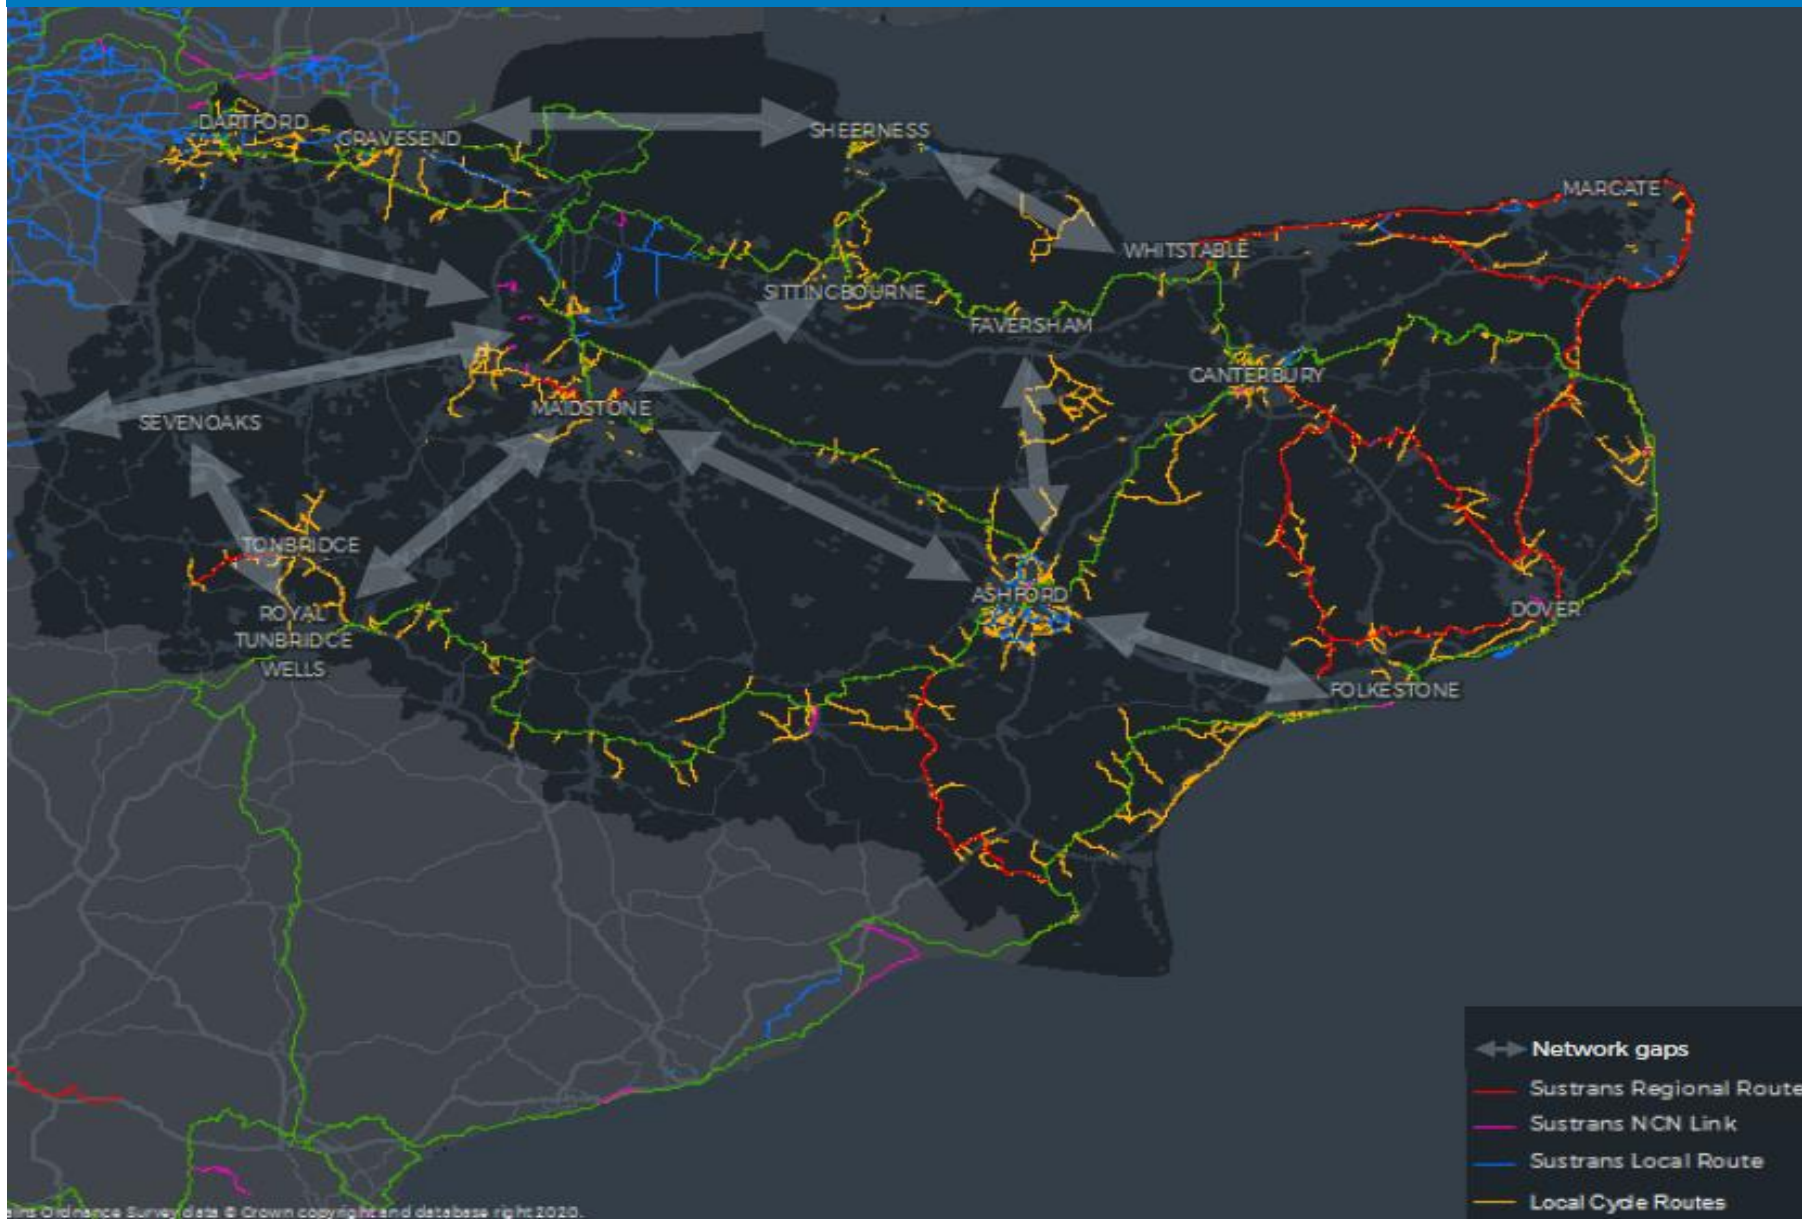 DARTFORD
GRAVESEND
SHEERNESS
MARGATE
WHITSTABLE
SITTINGBOURNE
FAVERSHAM
CANTERBURY
MAIDSTONE
SEVENOAKS
TONBRIDGE
ASHFORD
DOVER
ROYAL
TUNBRIDGE
WELLS
FOLKESTONE
Network gaps
Sustrans Regional Route
Sustrans NCN Link
Sustrans Local Route
Local Cycle Routes
ains Ordnance Survey data © Crown copyright and database right 2020.